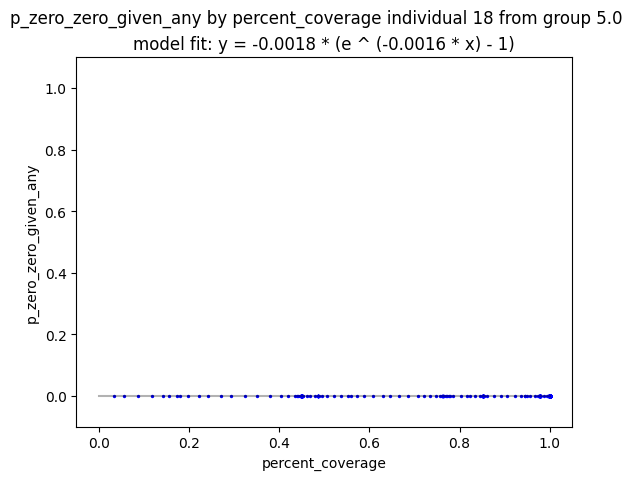 p_zero_zero_given_any by percent_coverage individual 18 from group 5.0
model fit: y = -0.0018 * (e ^ (-0.0016 * x) - 1)
1.0
0.8
0.6
0.4
0.2
0.0
p_zero_zero_given_any
0.0 0.2 0.4 0.6 0.8 1.0
percent_coverage